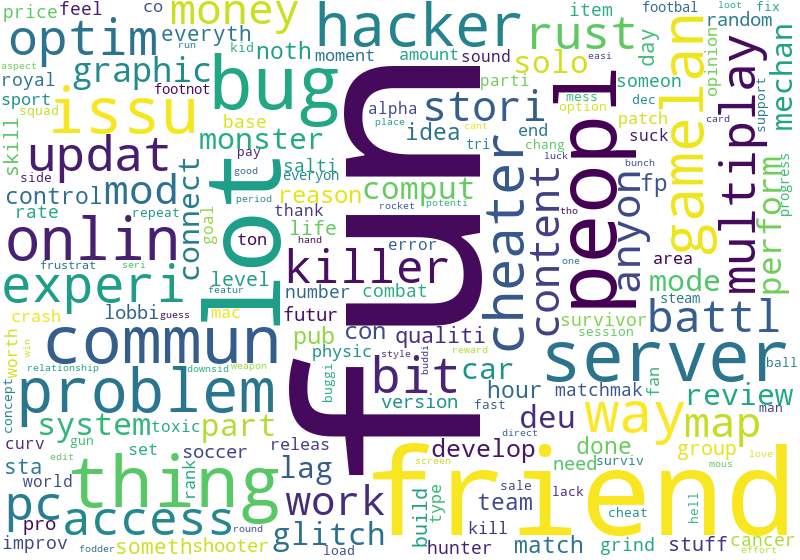 price feel co money hacker rust item footbal fix
optim everyth kid noth moment amount sound solo day random
run aspect loot easi
graphic bug fun parti someon opinion mechan
royal footnot mess option dec card support
sport issu squad alpha stori peopl gamelan multiplay
base place idea end patch
skill updat monster tri chang suck
pay salti luck bunch
side good everyon cheater content anyon fp perform progress
control mod connect reason comput
rate repeat goal lot period thank rocket potenti tho
onlin ton life hand error area
frustrat seri level killer one mode steam
experi featur number combat
crash lobbi mac futur survivor session ball
worth win commun guess pub con qualiti battl
physic style buddi reward server
concept relationship downsid buggi bit car matchmak fan
problem weapon version fast hour review man
curv system toxic part deu way map
gun set soccer releas develop done group
sta world thing rank lag direct need surviv love
edit screen friend mous
pc access work sale lack type cheat hell
pro team build kill stuff cancer
improv someth shooter glitch hunter match grind
fodder round load effort